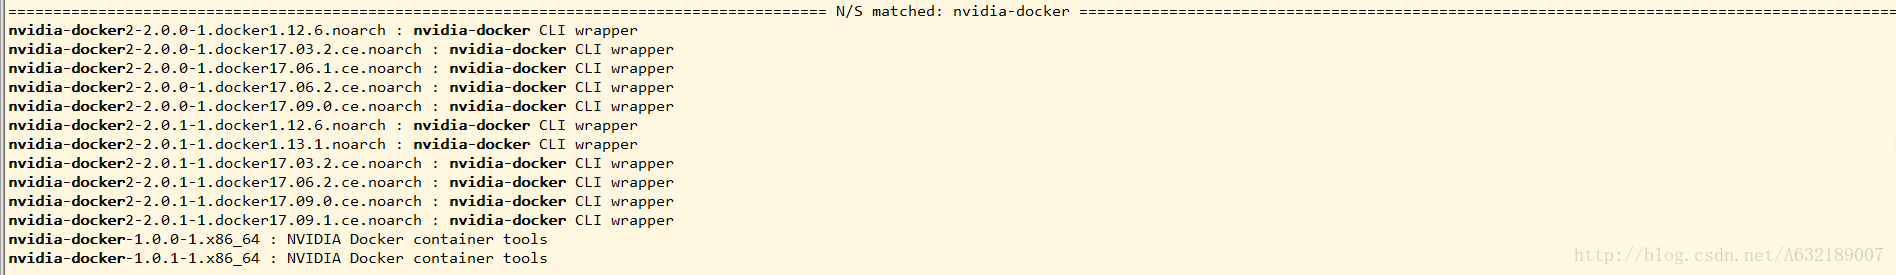 =========================================================================================== N/S matched: nvidia-docker ===========================================================================================
nvidia-docker2-2.0.0-1.docker1.12.6.noarch : nvidia-docker CLI wrapper
nvidia-docker2-2.0.0-1.docker17.03.2.ce.noarch : nvidia-docker CLI wrapper
nvidia-docker2-2.0.0-1.docker17.06.1.ce.noarch : nvidia-docker CLI wrapper
nvidia-docker2-2.0.0-1.docker17.06.2.ce.noarch : nvidia-docker CLI wrapper
nvidia-docker2-2.0.0-1.docker17.09.0.ce.noarch : nvidia-docker CLI wrapper
nvidia-docker2-2.0.1-1.docker1.12.6.noarch : nvidia-docker CLI wrapper
nvidia-docker2-2.0.1-1.docker1.13.1.noarch : nvidia-docker CLI wrapper
nvidia-docker2-2.0.1-1.docker17.03.2.ce.noarch : nvidia-docker CLI wrapper
nvidia-docker2-2.0.1-1.docker17.06.2.ce.noarch : nvidia-docker CLI wrapper
nvidia-docker2-2.0.1-1.docker17.09.0.ce.noarch : nvidia-docker CLI wrapper
nvidia-docker2-2.0.1-1.docker17.09.1.ce.noarch : nvidia-docker CLI wrapper
nvidia-docker-1.0.0-1.x86_64 : NVIDIA Docker container tools
nvidia-docker-1.0.1-1.x86_64 : NVIDIA Docker container tools
http://blog.csdn.net/A632189007